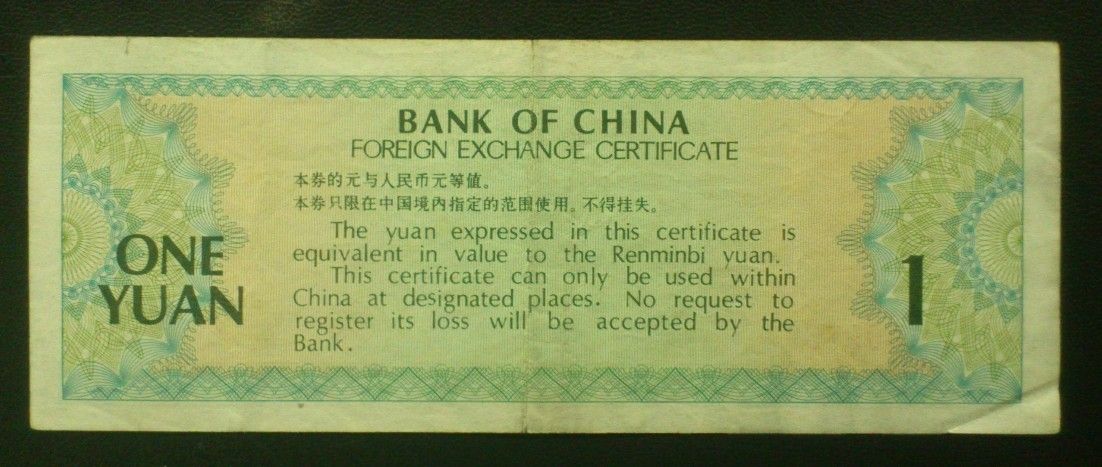 BANK OF CHINA
FOREIGN EXCHANGE CERTIFICATE
本券的元与人民币元等值。
本券只限在中国境内指定的范围使用。不得挂失。
The yuan expressed in this certificate is
equivalent in value to the Renminbi yuan.
This certificate can only be used within
China at designated places. No request to
register its loss will be accepted by the
Bank.
ONE
YUAN
1